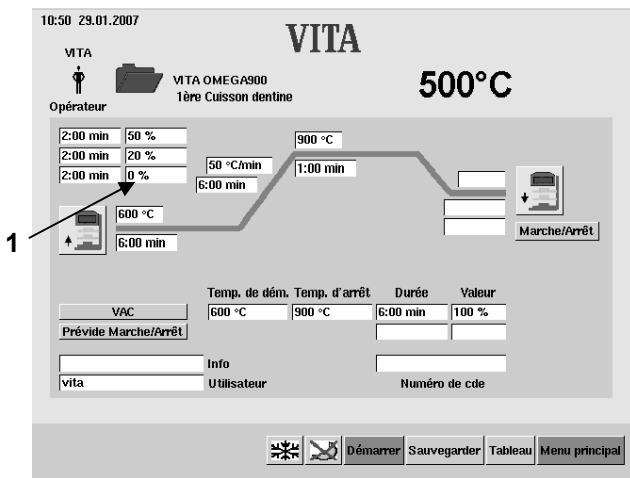 10:50 29.01.2007
VITA
VITA
VITA OMEGA900
1ère Cuisson dentine
500°C
Opérateur
2:00 min 50 %
2:00 min 20 %
2:00 min 0 %
50 °C/min
6:00 min
900 °C
1:00 min
1
600 °C
6:00 min
Marche/Arrêt
Temp. de dém. Temp. d'arrêt Durée Valeur
VAC 600 °C 900 °C 6:00 min 100 %
Prévide Marche/Arrêt
Info
vita Utilisateur Numéro de cde
Démarrer Sauvegarder Tableau Menu principal